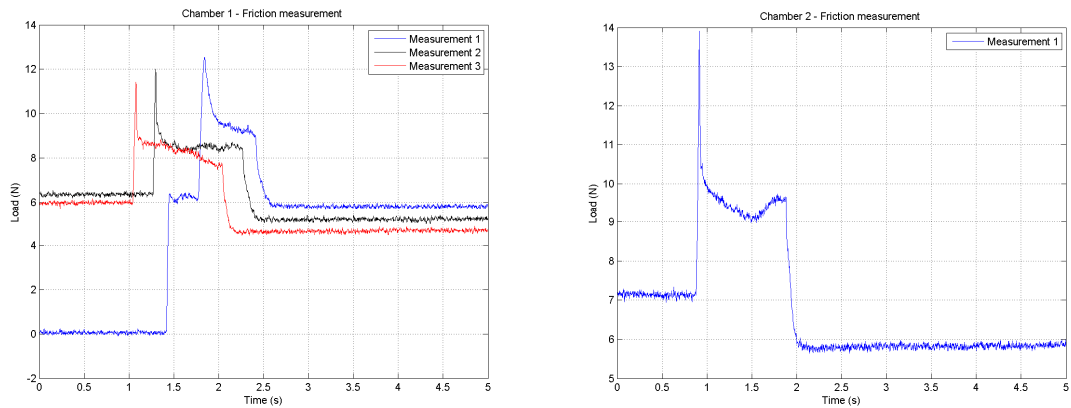 Chamber 1 - Friction measurement
Measurement 1
Measurement 2
Measurement 3
14
12
10
8
6
4
2
0
-2
Load (N)
0 0.5 1 1.5 2 2.5 3 3.5 4 4.5 5
Time (s)
Chamber 2 - Friction measurement
Measurement 1
14
13
12
11
10
9
8
7
6
5
Load (N)
0 0.5 1 1.5 2 2.5 3 3.5 4 4.5 5
Time (s)